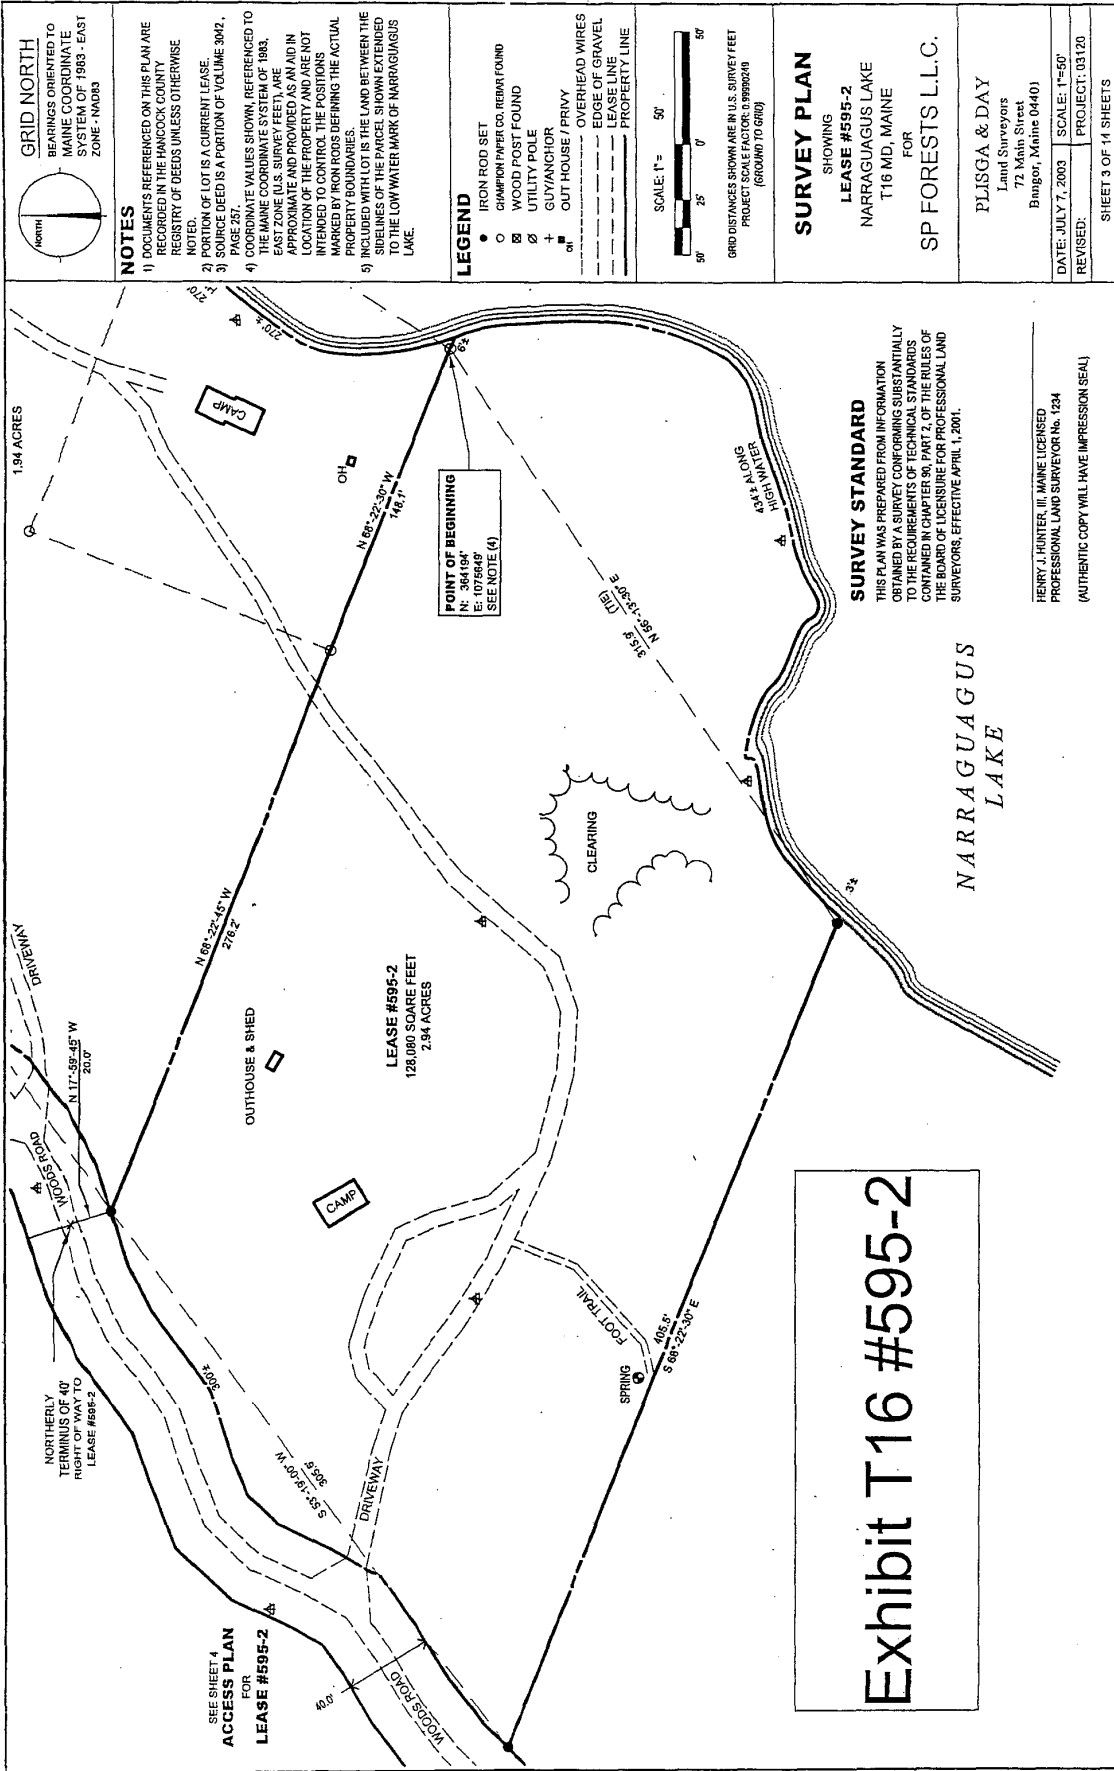 GRID NORTH
BEARINGS ORIENTED TO
MAINE COORDINATE
SYSTEM OF 1983 - EAST
ZONE - NAD83
NORTH
NOTES
1) DOCUMENTS REFERENCED ON THIS PLAN ARE
RECORDED IN THE HANCOCK COUNTY
REGISTRY OF DEEDS UNLESS OTHERWISE
NOTED.
2) PORTION OF LOT IS A CURRENT LEASE.
3) SOURCE DEED IS A PORTION OF VOLUME 3042,
PAGE 257.
4) COORDINATE VALUES SHOWN, REFERENCED TO
THE MAINE COORDINATE SYSTEM OF 1983,
EAST ZONE (U.S. SURVEY FEET), ARE
APPROXIMATE AND PROVIDED AS AN AID IN
LOCATION OF THE PROPERTY AND ARE NOT
INTENDED TO CONTROL THE POSITIONS
MARKED BY IRON RODS DEFINING THE ACTUAL
PROPERTY BOUNDARIES.
5) INCLUDED WITH LOT IS THE LAND BETWEEN THE
SIDELINES OF THE PARCEL SHOWN EXTENDED
TO THE LOW WATER MARK OF NARRAGUAGUS
LAKE.
LEGEND
IRON ROD SET
CHAMPION PAPER CO. REBAR FOUND
WOOD POST FOUND
UTILITY POLE
GUY/ANCHOR
OH OUT HOUSE / PRIVY
OVERHEAD WIRES
EDGE OF GRAVEL
LEASE LINE
PROPERTY LINE
SCALE: 1"= 50'
50' 25' 0' 50'
GRID DISTANCES SHOWN ARE IN U.S. SURVEY FEET
PROJECT SCALE FACTOR: 0.99990249
(GROUND TO GRID)
SURVEY PLAN
SHOWING
LEASE #595-2
NARRAGUAGUS LAKE
T16 MD, MAINE
FOR
SP FORESTS L.L.C.
PLISGA & DAY
Land Surveyors
72 Main Street
Bangor, Maine 04401
DATE: JULY 7, 2003 SCALE: 1"=50'
REVISED: PROJECT: 03120
SHEET 3 OF 14 SHEETS
1.94 ACRES
270'±
270'±
CAMP
OH
N 68°-22'-30" W
148.1'
6'±
POINT OF BEGINNING
N: 364194'
E: 1075649'
SEE NOTE (4)
(TIE)
315.9' N 56°-13'-30" E
434'± ALONG
HIGH WATER
SURVEY STANDARD
THIS PLAN WAS PREPARED FROM INFORMATION
OBTAINED BY A SURVEY CONFORMING SUBSTANTIALLY
TO THE REQUIREMENTS OF TECHNICAL STANDARDS
CONTAINED IN CHAPTER 90, PART 2, OF THE RULES OF
THE BOARD OF LICENSURE FOR PROFESSIONAL LAND
SURVEYORS, EFFECTIVE APRIL 1, 2001.
HENRY J. HUNTER, III, MAINE LICENSED
PROFESSIONAL LAND SURVEYOR No. 1234
(AUTHENTIC COPY WILL HAVE IMPRESSION SEAL)
NARRAGUAGUS
LAKE
CLEARING
3'±
DRIVEWAY
N 68°-22'-45" W
276.2'
N 17°-59'-45" W
20.0'
WOODS ROAD
OUTHOUSE & SHED
LEASE #595-2
128,080 SQARE FEET
2.94 ACRES
CAMP
NORTHERLY
TERMINUS OF 40'
RIGHT OF WAY TO
LEASE #595-2
300'±
S 53°-19'-00" W
305.6'
DRIVEWAY
FOOT TRAIL
SPRING
405.5'
S 68°-22'-30" E
SEE SHEET 4
ACCESS PLAN
FOR
LEASE #595-2
40.0'
WOODS ROAD
Exhibit T16 #595-2